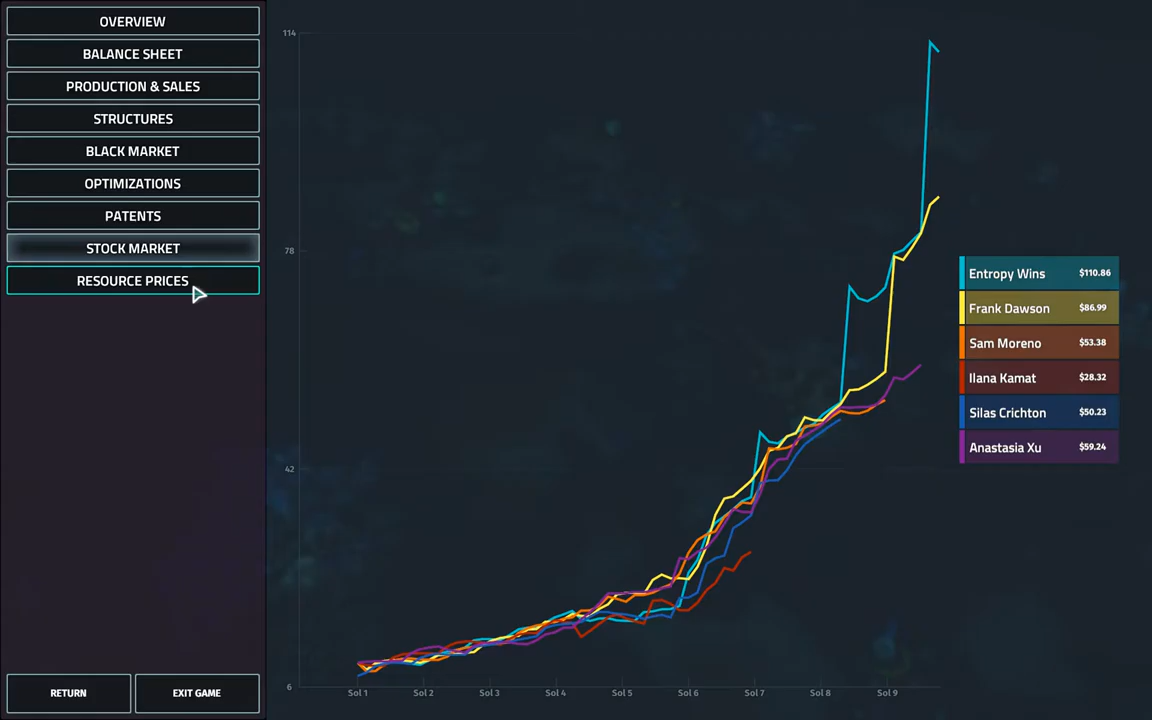 OVERVIEW
BALANCE SHEET
PRODUCTION & SALES
STRUCTURES
BLACK MARKET
OPTIMIZATIONS
PATENTS
STOCK MARKET
RESOURCE PRICES
RETURN
EXIT GAME
114
78
42
6
Sol 1 Sol 2 Sol 3 Sol 4 Sol 5 Sol 6 Sol 7 Sol 8 Sol 9
Entropy Wins $110.86
Frank Dawson $86.99
Sam Moreno $53.38
Ilana Kamat $28.32
Silas Crichton $50.23
Anastasia Xu $59.24